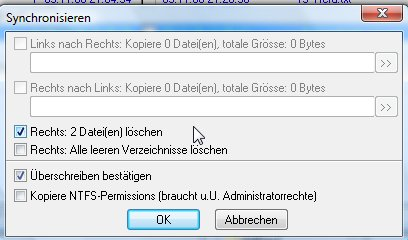 Synchronisieren
Links nach Rechts: Kopiere 0 Datei(en), totale Grösse: 0 Bytes
>>
Rechts nach Links: Kopiere 0 Datei(en), totale Grösse: 0 Bytes
>>
Rechts: 2 Datei(en) löschen
Rechts: Alle leeren Verzeichnisse löschen
Überschreiben bestätigen
Kopiere NTFS-Permissions (braucht u.U. Administratorrechte)
OK Abbrechen